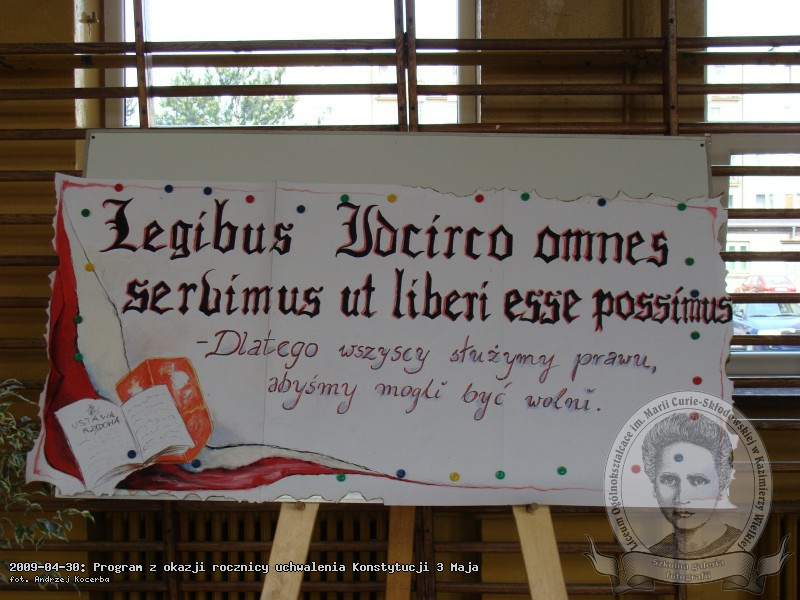 Legibus Idcirco omnes
servimus ut liberi esse possimus
-Dlatego wszyscy służymy prawu,
abyśmy mogli być wolni.
USTAWA
RZĄDOWA
Liceum Ogólnokształcące im. Marii Curie-Skłodowskiej w Kazimierzy Wielkiej
Szkolna galeria
fotografii
2009-04-30: Program z okazji rocznicy uchwalenia Konstytucji 3 Maja
fot. Andrzej Kocerba